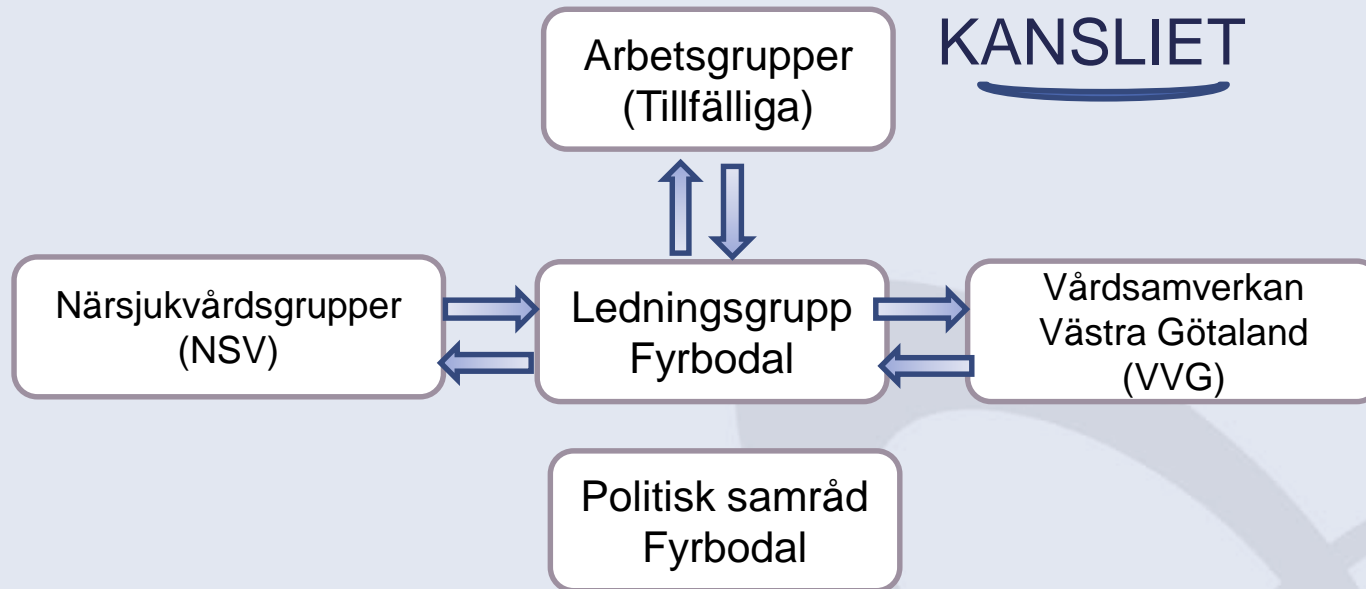 KANSLIET
Arbetsgrupper
(Tillfälliga)
Närsjukvårdsgrupper
(NSV)
Ledningsgrupp
Fyrbodal
Vårdsamverkan
Västra Götaland
(VVG)
Politisk samråd
Fyrbodal